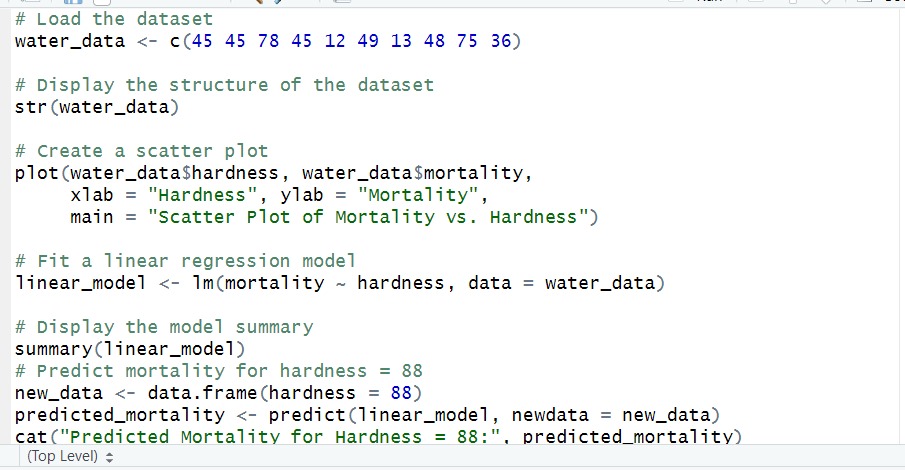 # Load the dataset
water_data <- c(45 45 78 45 12 49 13 48 75 36)
# Display the structure of the dataset
str(water_data)
# Create a scatter plot
plot(water_data$hardness, water_data$mortality,
xlab = "Hardness", ylab = "Mortality",
main = "Scatter Plot of Mortality vs. Hardness")
# Fit a linear regression model
linear_model <- lm(mortality ~ hardness, data = water_data)
# Display the model summary
summary(linear_model)
# Predict mortality for hardness = 88
new_data <- data.frame(hardness = 88)
predicted_mortality <- predict(linear_model, newdata = new_data)
cat("Predicted Mortality for Hardness = 88:", predicted_mortality)
(Top Level)